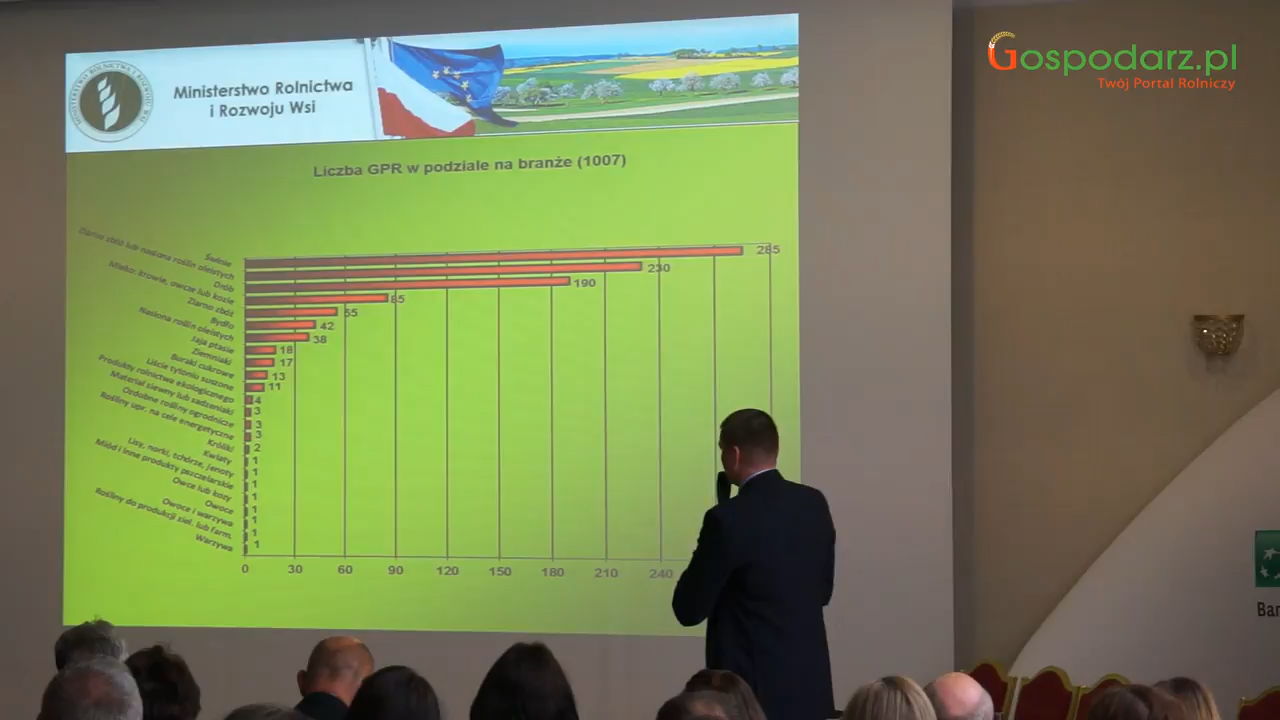 Gospodarz.pl
Twój Portal Rolniczy
MINISTERSTWO ROLNICTWA I ROZWOJU WSI
Ministerstwo Rolnictwa
i Rozwoju Wsi
Liczba GPR w podziale na branże (1007)
Świnie 285
Ziarno zbóż lub nasiona roślin oleistych 230
Drób 190
Mleko: krowie, owcze lub kozie 85
Ziarno zbóż 55
Bydło 42
Nasiona roślin oleistych 38
Jaja ptasie 18
Ziemniaki 17
Buraki cukrowe 13
Liście tytoniu suszone 11
Produkty rolnictwa ekologicznego 4
Materiał siewny lub sadzeniaki 3
Ozdobne rośliny ogrodnicze 3
Rośliny upr. na cele energetyczne 3
Króliki 2
Kwiaty 1
Lisy, norki, tchórze, jenoty 1
Miód i inne produkty pszczelarskie 1
Owce lub kozy 1
Owoce 1
Owoce i warzywa 1
Rośliny do produkcji ziel. lub farm. 1
Warzywa 1
0 30 60 90 120 150 180 210 240